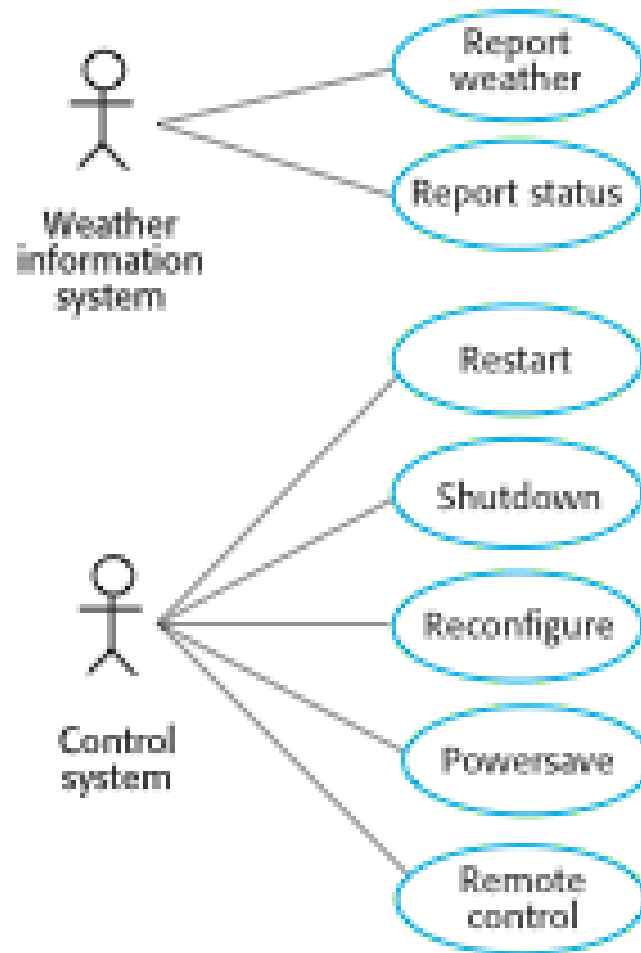 Report
weather
Report status
Weather
information
system
Restart
Shutdown
Reconfigure
Control
system
Powersave
Remote
control